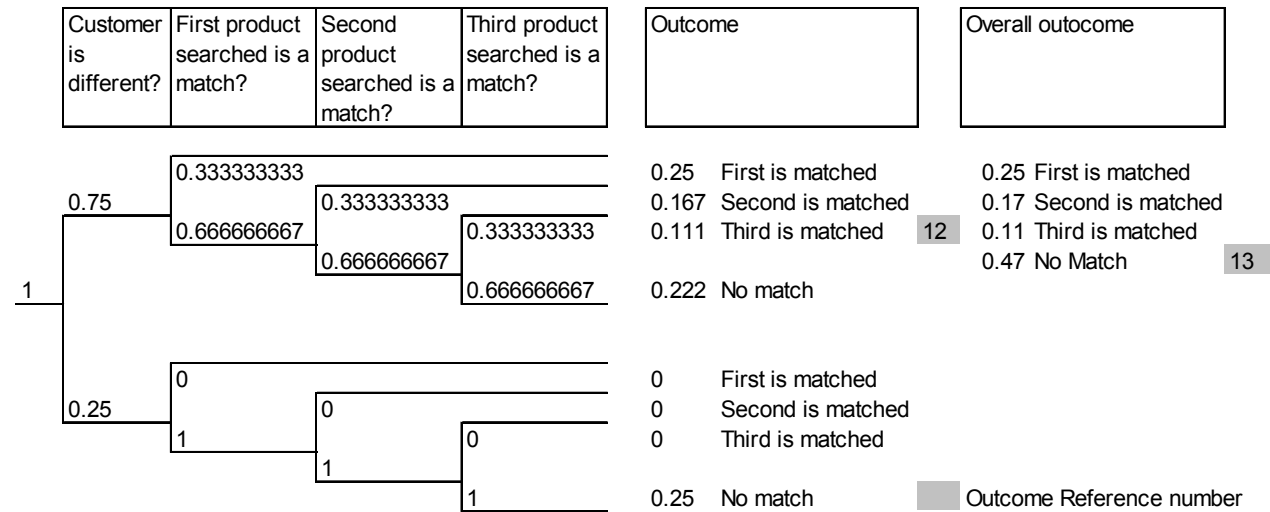 Customer is different?
First product searched is a match?
Second product searched is a match?
Third product searched is a match?
Outcome
Overall outocome
0.333333333
0.25 First is matched
0.25 First is matched
0.75
0.333333333
0.167 Second is matched
0.17 Second is matched
0.666666667
0.333333333
0.111 Third is matched
12
0.11 Third is matched
0.666666667
0.47 No Match
13
1
0.666666667
0.222 No match
0
0 First is matched
0.25
0
0 Second is matched
1
0
0 Third is matched
1
1
0.25 No match
Outcome Reference number